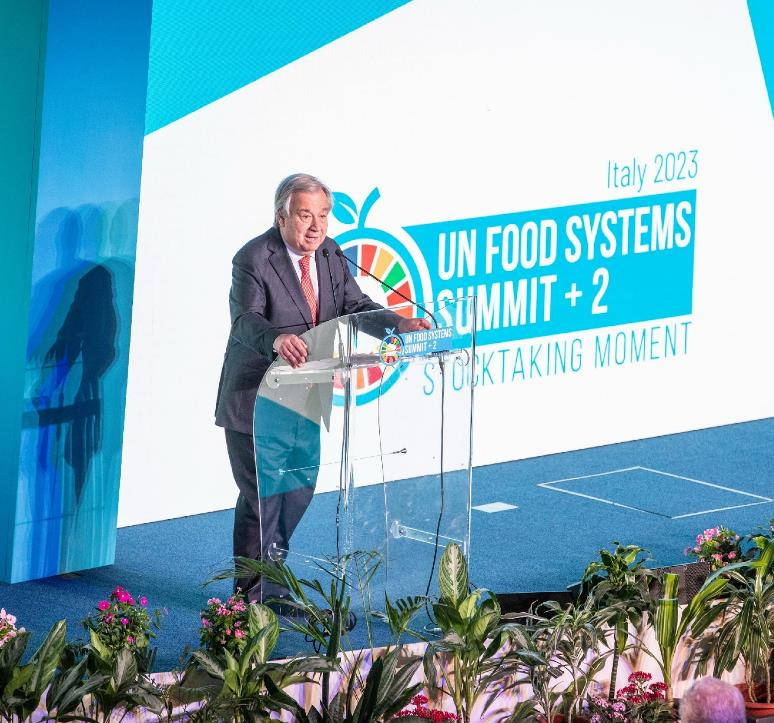 Italy 2023
UN FOOD SYSTEMS
SUMMIT + 2
STOCKTAKING MOMENT
UN FOOD SYSTEMS
SUMMIT + 2